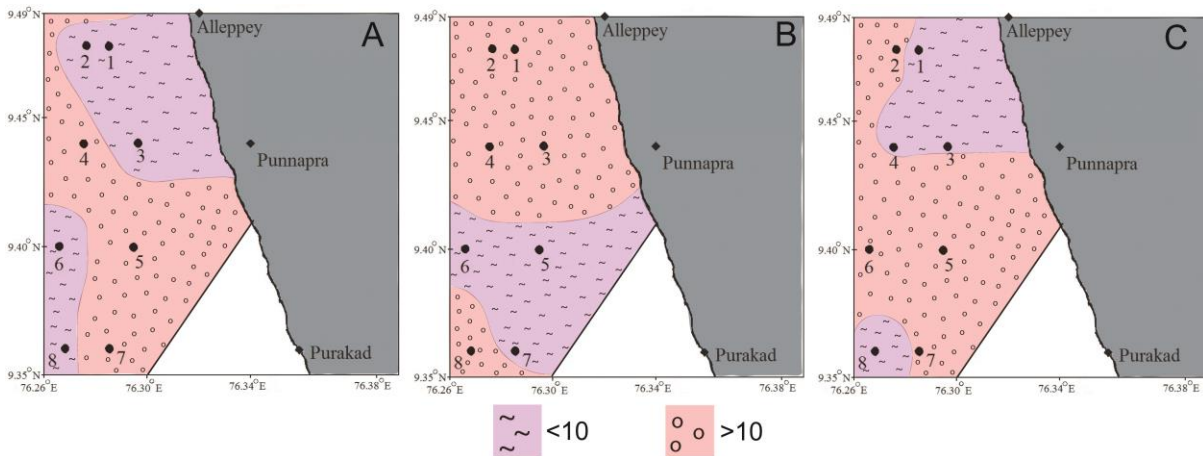 A
9.49° N
Alleppey
2
1
9.45° N
4
3
Punnapra
9.40° N
6
5
8
7
Purakad
9.35° N
76.26° E
76.30° E
76.34° E
76.38° E
B
9.49° N
Alleppey
2
1
9.45° N
4
3
Punnapra
9.40° N
6
5
8
7
Purakad
9.35° N
76.26° E
76.30° E
76.34° E
76.38° E
C
9.49° N
Alleppey
2
1
9.45° N
4
3
Punnapra
9.40° N
6
5
8
7
Purakad
9.35° N
76.26° E
76.30° E
76.34° E
76.38° E
<10
>10